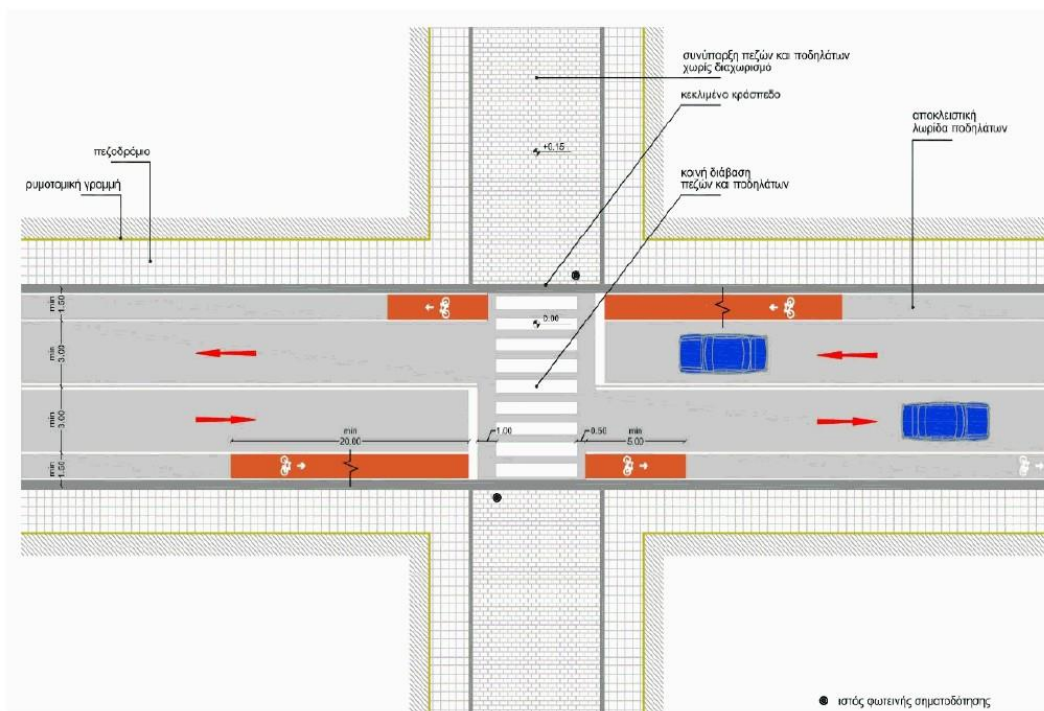 συνύπαρξη πεζών και ποδηλάτων
χωρίς διαχωρισμό
κεκλιμένο κράσπεδο
αποκλειστική
λωρίδα ποδηλάτων
πεζοδρόμιο
+0.15
κοινή διάβαση
πεζών και ποδηλάτων
ρυμοτομική γραμμή
min
1.50
0.00
min
3.00
min
3.00
min
20.00
1.00
0.50
min
5.00
min
1.50
ιστός φωτεινής σηματοδότησης